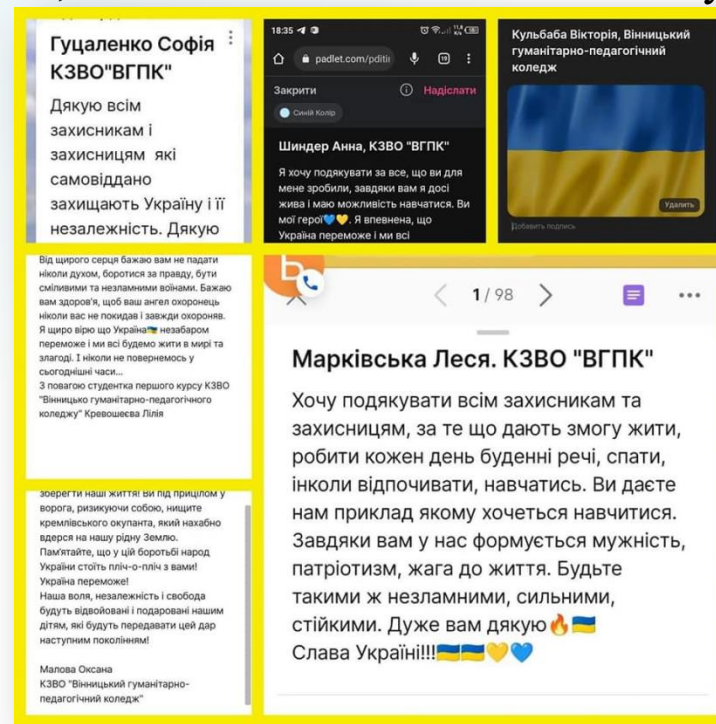 Гуцаленко Софія
КЗВО"ВГПК"
Дякую всім
захисникам і
захисницям які
самовіддано
захищають Україну і її
незалежність. Дякую
18:35
padlet.com/pditin
19
Закрити
Надіслати
Синій Колір
Шиндер Анна, КЗВО "ВГПК"
Я хочу подякувати за все, що ви для
мене зробили, завдяки вам я досі
жива і маю можливість навчатися. Ви
мої герої💙💛. Я впевнена, що
Україна переможе і ми всі
Кульбаба Вікторія, Вінницький
гуманітарно-педагогічний
коледж
Удалить
Добавить подпись
Від щирого серця бажаю вам не падати
ніколи духом, боротися за правду, бути
сміливими та незламними воїнами. Бажаю
вам здоров'я, щоб ваш ангел охоронець
ніколи вас не покидав і завжди охороняв.
Я щиро вірю що Україна🇺🇦 незабаром
переможе і ми всі будемо жити в мирі та
злагоді. І ніколи не повернемось у
сьогоднішні часи...
З повагою студентка першого курсу КЗВО
"Вінницько гуманітарно-педагогічного
коледжу" Кревошеєва Лілія
зберегти наші життя! Ви під прицілом у
ворога, ризикуючи собою, нищите
кремлівського окупанта, який нахабно
вдерся на нашу рідну Землю.
Пам'ятайте, що у цій боротьбі народ
України стоїть пліч-о-пліч з вами!
Україна переможе!
Наша воля, незалежність і свобода
будуть відвойовані і подаровані нашим
дітям, які будуть передавати цей дар
наступним поколінням!
Малова Оксана
КЗВО "Вінницький гуманітарно-
педагогічний коледж"
1 / 98
Марківська Леся. КЗВО "ВГПК"
Хочу подякувати всім захисникам та
захисницям, за те що дають змогу жити,
робити кожен день буденні речі, спати,
інколи відпочивати, навчатись. Ви даєте
нам приклад якому хочеться навчитися.
Завдяки вам у нас формується мужність,
патріотизм, жага до життя. Будьте
такими ж незламними, сильними,
стійкими. Дуже вам дякую🔥🇺🇦
Слава Україні!!!🇺🇦🇺🇦💛💙